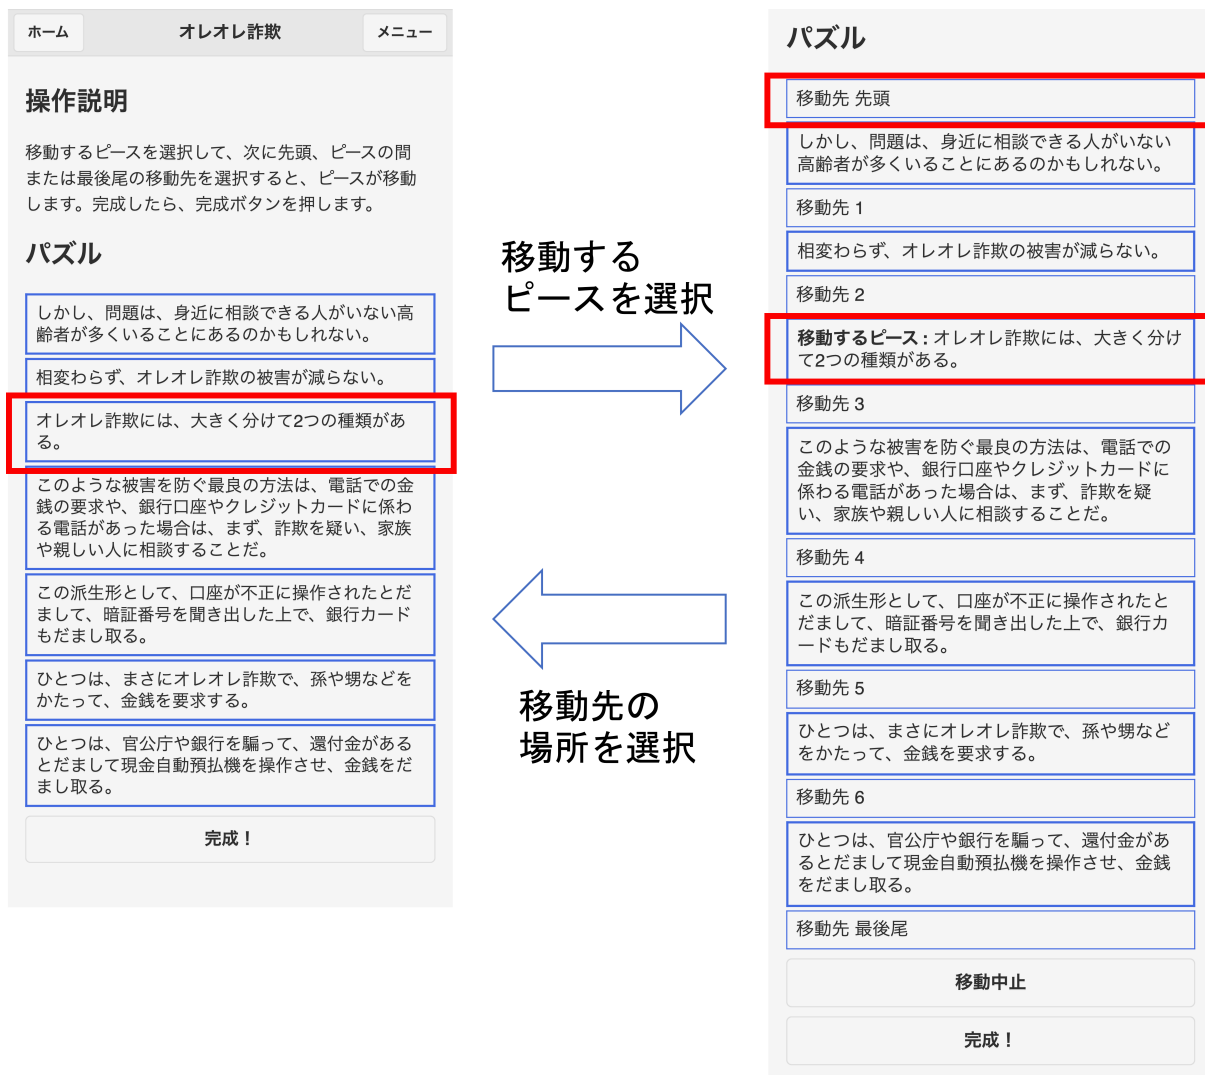 ホーム
オレオレ詐欺
メニュー
操作説明
移動するピースを選択して、次に先頭、ピースの間
または最後尾の移動先を選択すると、ピースが移動
します。完成したら、完成ボタンを押します。
パズル
しかし、問題は、身近に相談できる人がいない高
齢者が多くいることにあるのかもしれない。
相変わらず、オレオレ詐欺の被害が減らない。
オレオレ詐欺には、大きく分けて2つの種類があ
る。
このような被害を防ぐ最良の方法は、電話での金
銭の要求や、銀行口座やクレジットカードに係わ
る電話があった場合は、まず、詐欺を疑い、家族
や親しい人に相談することだ。
この派生形として、口座が不正に操作されたとだ
まして、暗証番号を聞き出した上で、銀行カード
もだまし取る。
ひとつは、まさにオレオレ詐欺で、孫や甥などを
かたって、金銭を要求する。
ひとつは、官公庁や銀行を騙って、還付金がある
とだまして現金自動預払機を操作させ、金銭をだ
まし取る。
完成！
移動する
ピースを選択
移動先の
場所を選択
パズル
移動先 先頭
しかし、問題は、身近に相談できる人がいない
高齢者が多くいることにあるのかもしれない。
移動先 1
相変わらず、オレオレ詐欺の被害が減らない。
移動先 2
移動するピース : オレオレ詐欺には、大きく分け
て2つの種類がある。
移動先 3
このような被害を防ぐ最良の方法は、電話での
金銭の要求や、銀行口座やクレジットカードに
係わる電話があった場合は、まず、詐欺を疑
い、家族や親しい人に相談することだ。
移動先 4
この派生形として、口座が不正に操作されたと
だまして、暗証番号を聞き出した上で、銀行カ
ードもだまし取る。
移動先 5
ひとつは、まさにオレオレ詐欺で、孫や甥など
をかたって、金銭を要求する。
移動先 6
ひとつは、官公庁や銀行を騙って、還付金があ
るとだまして現金自動預払機を操作させ、金銭
をだまし取る。
移動先 最後尾
移動中止
完成！